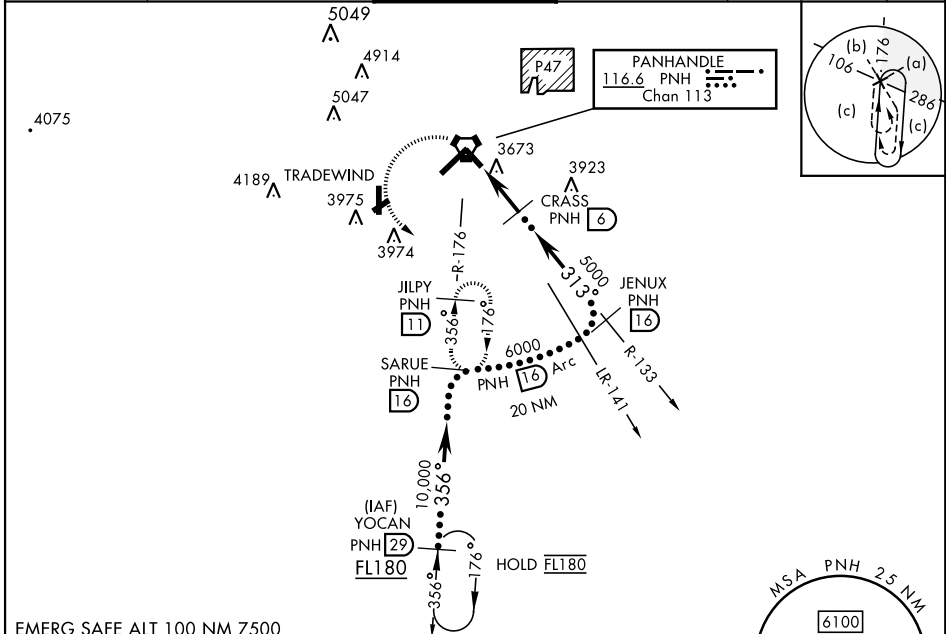 5049
4914
5047
4075
P47
PANHANDLE
116.6 PNH
Chan 113
(b)
176
(a)
106
286
(c)
(c)
3673
3923
4189
TRADEWIND
3975
3974
CRASS
PNH 6
R-176
5000
313°
JILPY
PNH
11
356°
176°
JENUX
PNH
16
6000
SARUE
PNH
16
PNH 16 Arc
20 NM
LR-141
R-133
10,000
356°
(IAF)
YOCAN
PNH 29
FL180
356°
176°
HOLD FL180
MSA PNH 25 NM
6100
EMERG SAFE ALT 100 NM 7500